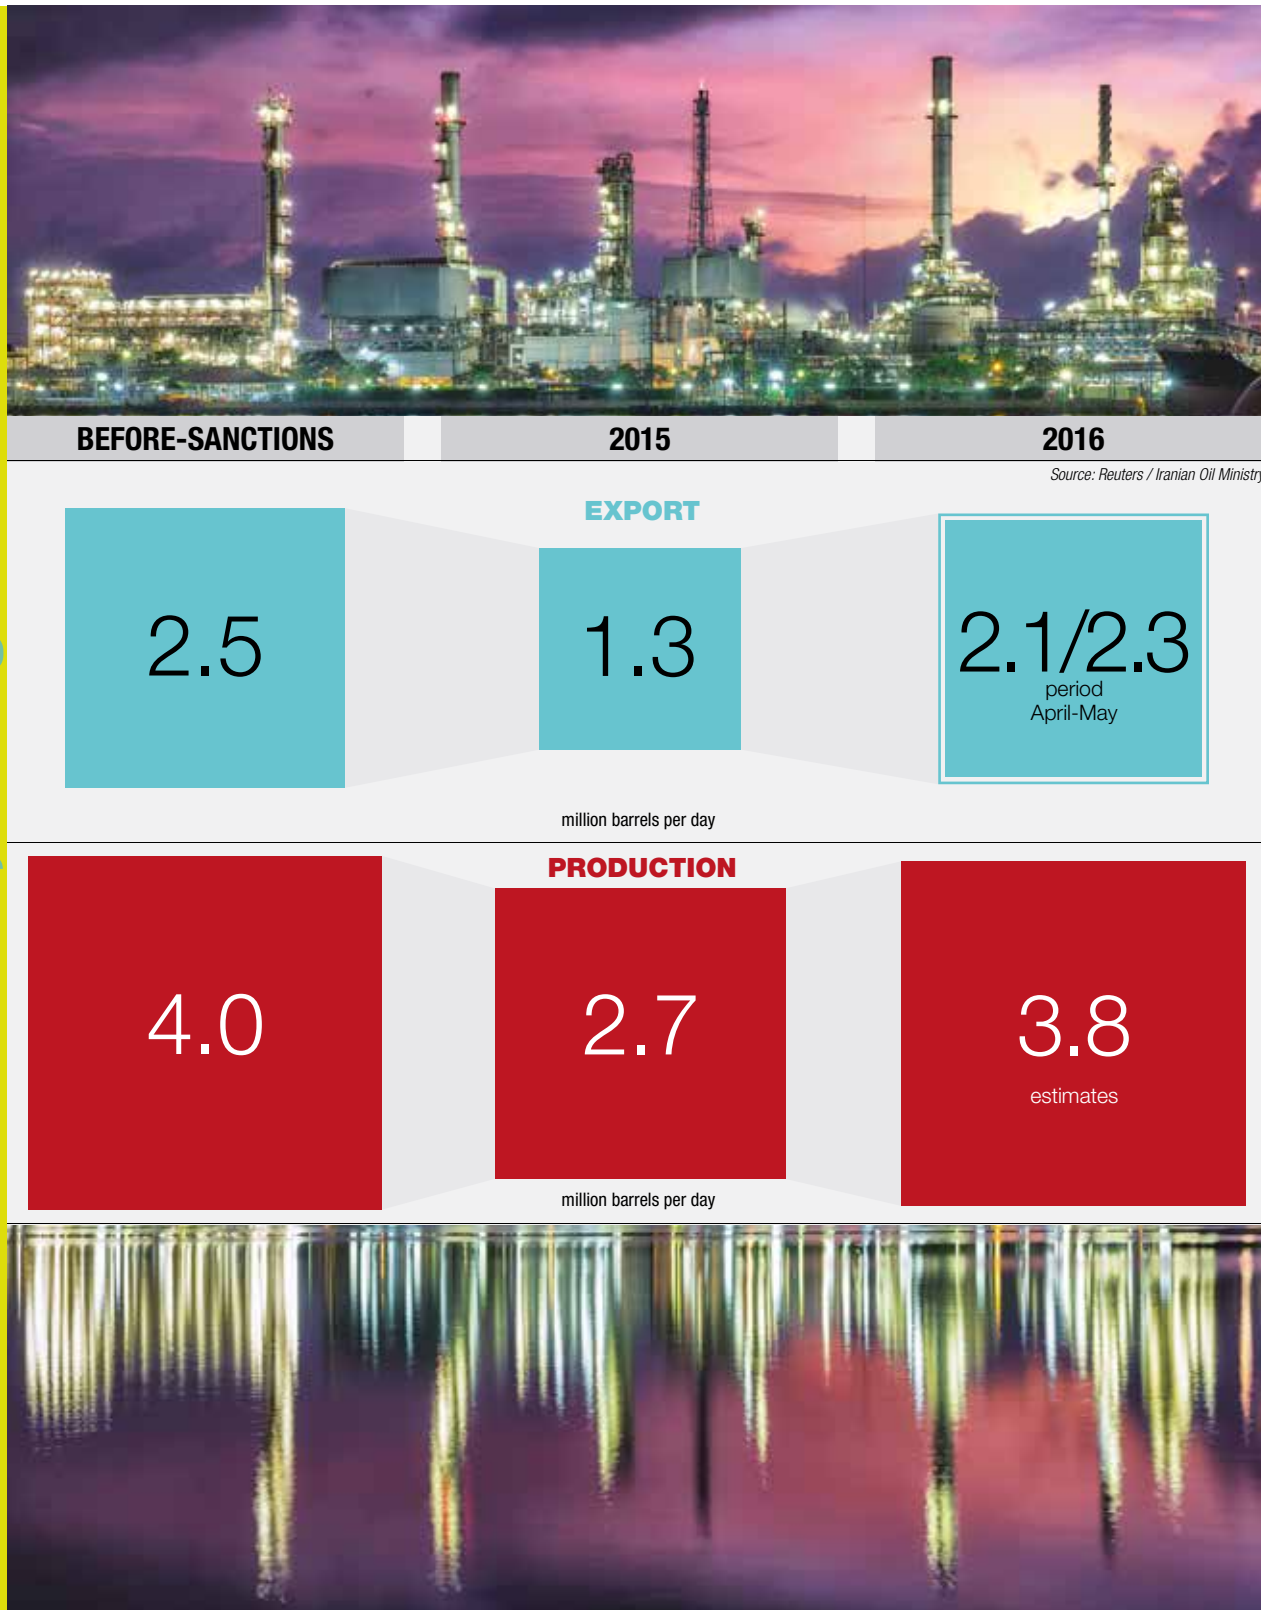 BEFORE-SANCTIONS
2015
2016
Source: Reuters / Iranian Oil Ministry
EXPORT
2.5
1.3
2.1/2.3
period
April-May
million barrels per day
PRODUCTION
4.0
2.7
3.8
estimates
million barrels per day